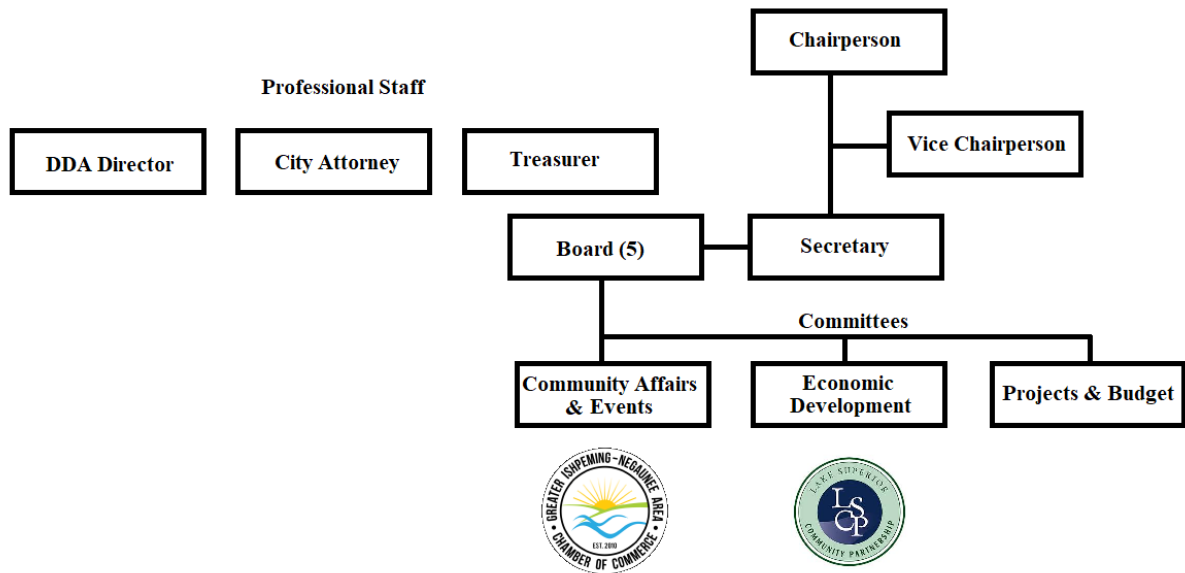 Chairperson
Professional Staff
DDA Director
City Attorney
Treasurer
Vice Chairperson
Board (5)
Secretary
Committees
Community Affairs
& Events
Economic
Development
Projects & Budget
GREATER ISHPEMING-NEGAUNEE AREA
EST. 2010
CHAMBER OF COMMERCE
LAKE SUPERIOR
LSCP
COMMUNITY PARTNERSHIP